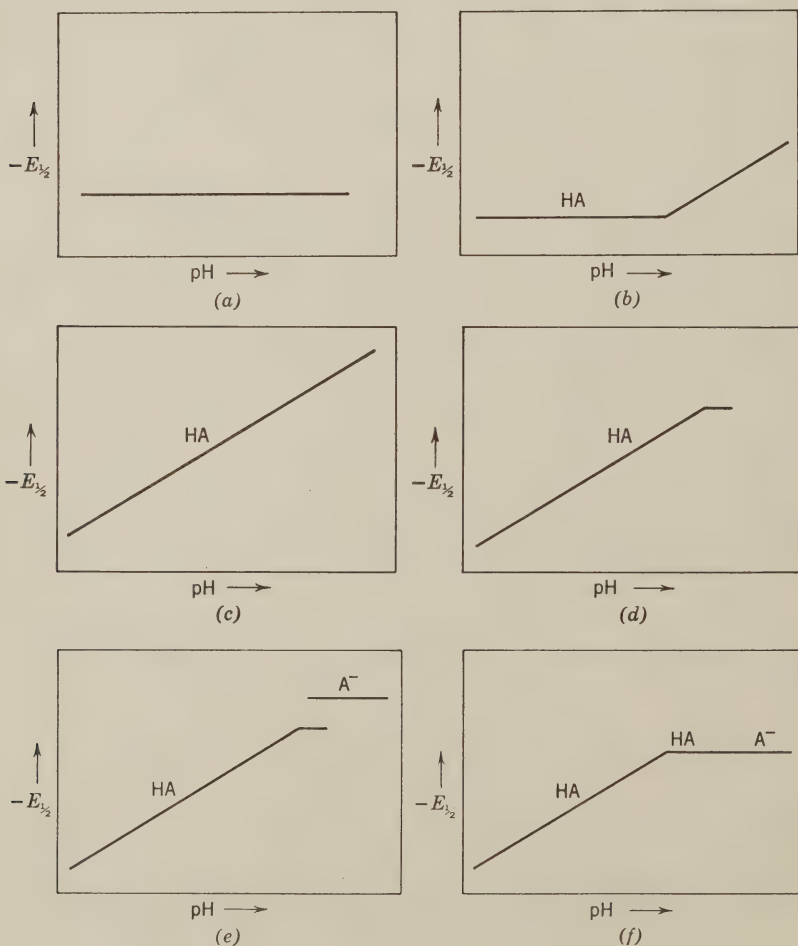 −E½
pH →
(a)
−E½
HA
pH →
(b)
−E½
HA
pH →
(c)
−E½
HA
pH →
(d)
−E½
HA
A−
pH →
(e)
−E½
HA
HA
A−
pH →
(f)